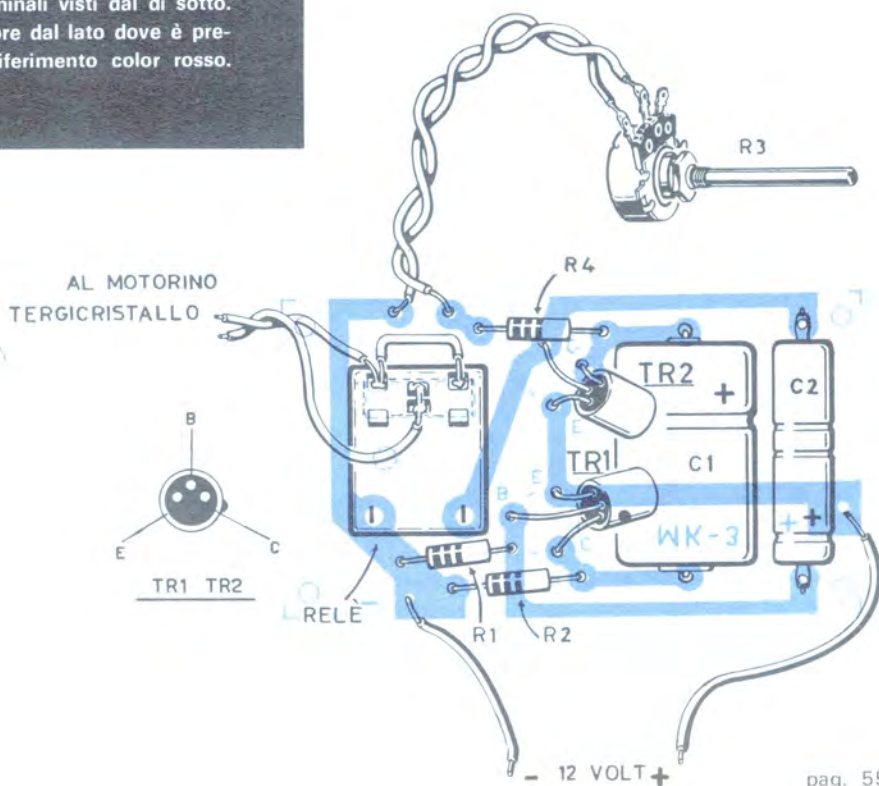 minali visti dal di sotto.
ore dal lato dove è pre-
iferimento color rosso.
R3
AL MOTORINO
TERGICRISTALLO
R4
TR2
+
C2
B
E
TR1
C1
B
E
C
+ +
WK-3
E
C
TR1 TR2
RELÈ
R1
R2
- 12 VOLT +
pag. 55